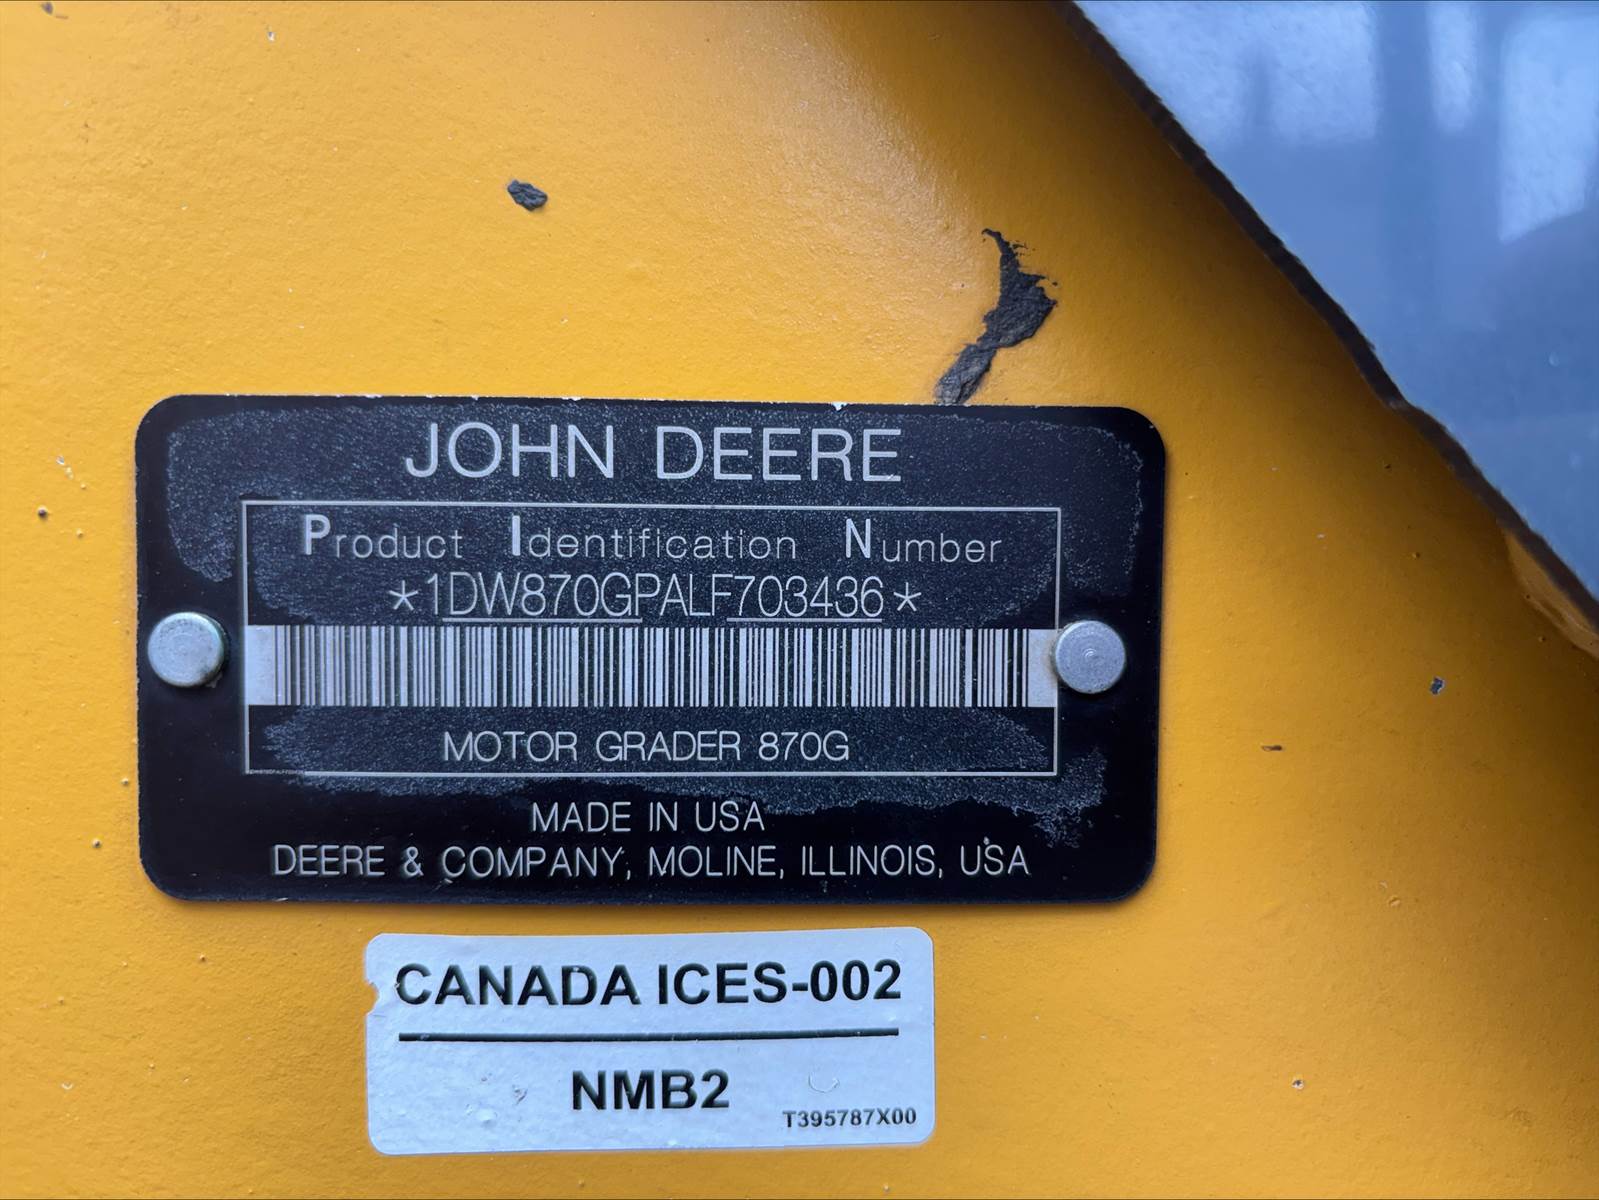 JOHN DEERE
Product Identification Number
*1DW870GPALF703436*
MOTOR GRADER 870G
MADE IN USA
DEERE & COMPANY, MOLINE, ILLINOIS, USA
CANADA ICES-002
NMB2
T395787X00